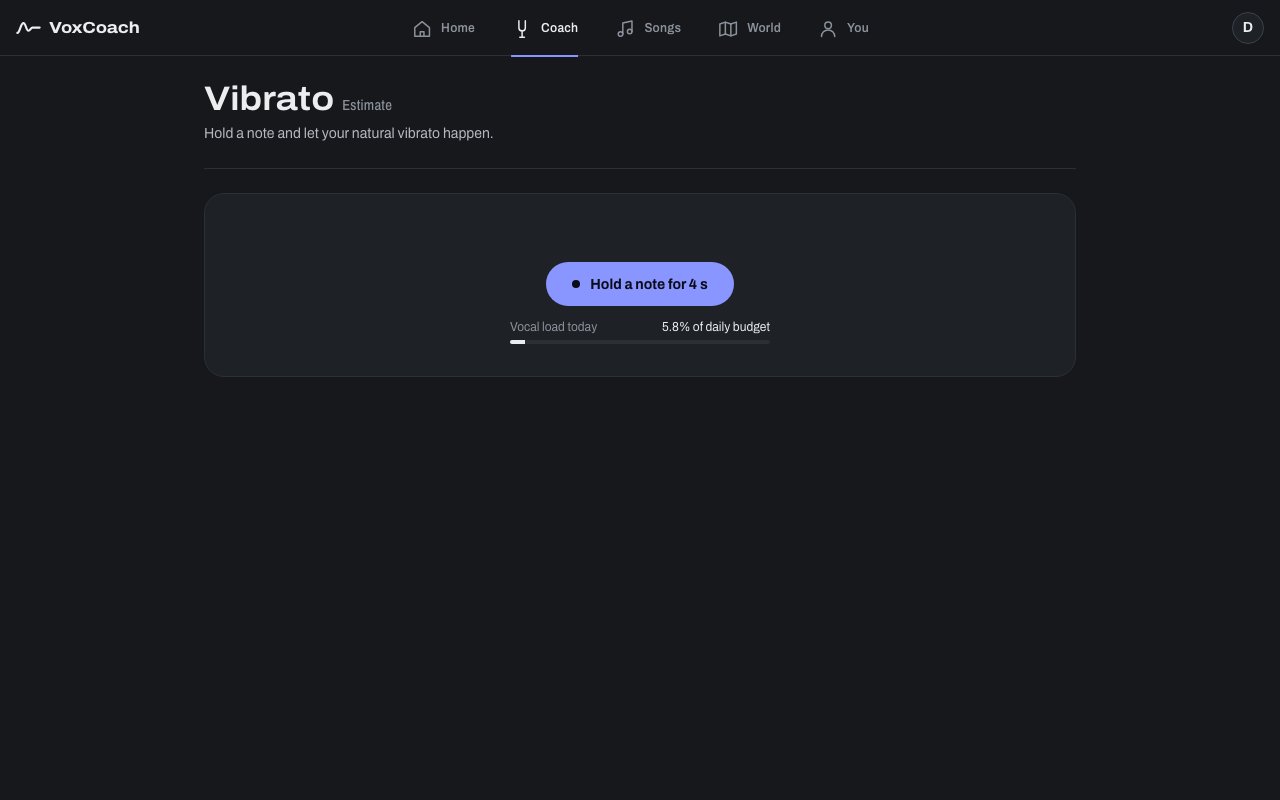 VoxCoach
Home
Coach
Songs
World
You
D
Vibrato Estimate
Hold a note and let your natural vibrato happen.
Hold a note for 4 s
Vocal load today 5.8% of daily budget